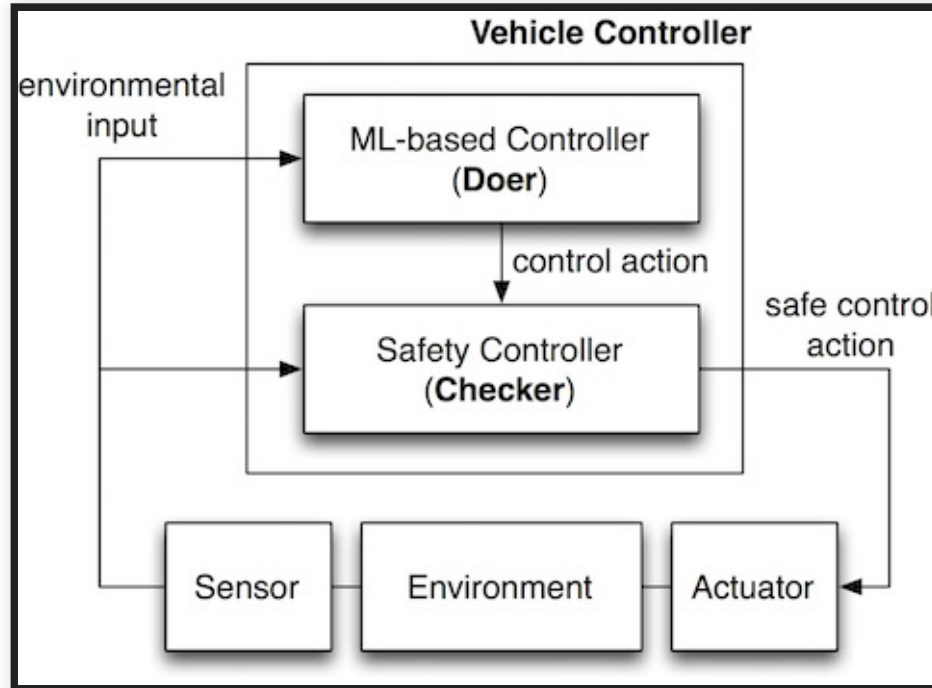 Vehicle Controller
environmental
input
ML-based Controller
(Doer)
control action
Safety Controller
(Checker)
safe control
action
Sensor
Environment
Actuator